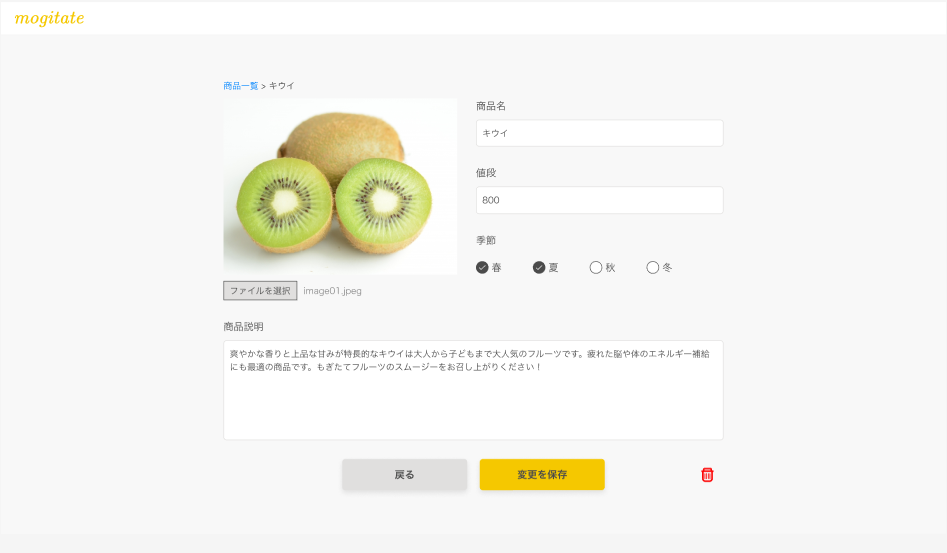 mogitate
商品一覧 > キウイ
商品名
キウイ
値段
800
季節
春 夏 秋 冬
ファイルを選択 image01.jpeg
商品説明
爽やかな香りと上品な甘みが特長的なキウイは大人から子どもまで大人気のフルーツです。疲れた脳や体のエネルギー補給
にも最適の商品です。もぎたてフルーツのスムージーをお召し上がりください！
戻る 変更を保存